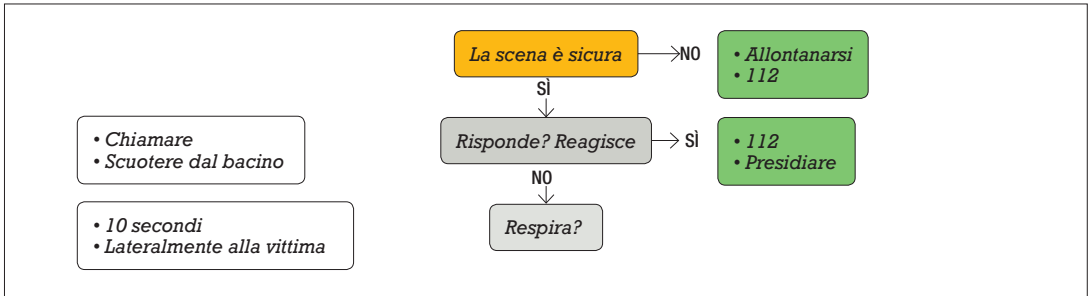 La scena è sicura
NO
• Allontanarsi
• 112
SÌ
• Chiamare
• Scuotere dal bacino
Risponde? Reagisce
SÌ
• 112
• Presidiare
NO
• 10 secondi
• Lateralmente alla vittima
Respira?